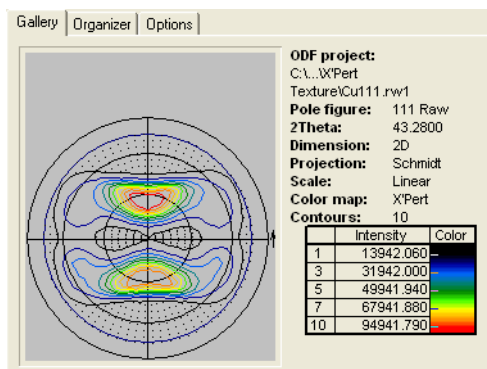 Gallery Organizer Options
ODF project:
C:\...\X'Pert
Texture\Cu111.rw1
Pole figure: 111 Raw
2Theta: 43.2800
Dimension: 2D
Projection: Schmidt
Scale: Linear
Color map: X'Pert
Contours: 10
Intensity Color
1 13942.060
3 31942.000
5 49941.940
7 67941.880
10 94941.790